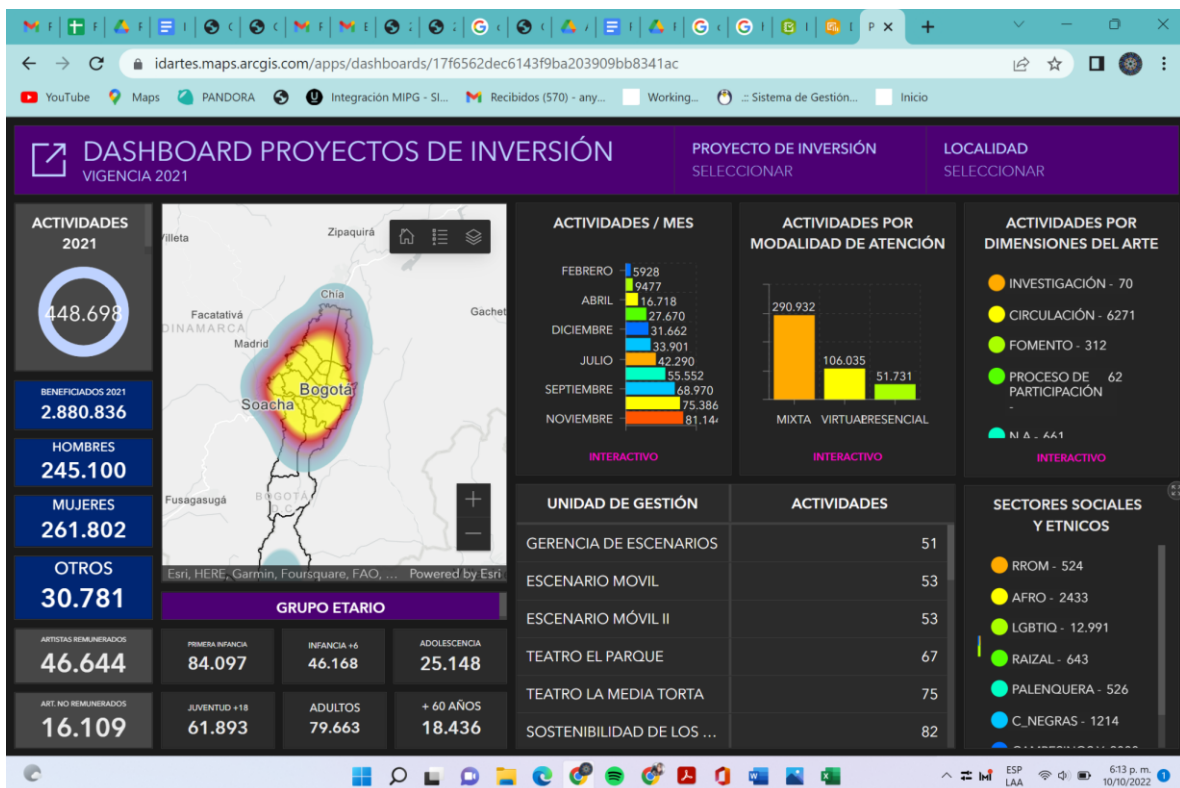 idartes.maps.arcgis.com/apps/dashboards/17f6562dec6143f9ba203909bb8341ac
YouTube Maps PANDORA Integración MIPG - SI... Recibidos (570) - any... Working... .:: Sistema de Gestión... Inicio
DASHBOARD PROYECTOS DE INVERSIÓN
VIGENCIA 2021
PROYECTO DE INVERSIÓN
SELECCIONAR
LOCALIDAD
SELECCIONAR
ACTIVIDADES
2021
448.698
BENEFICIADOS 2021
2.880.836
HOMBRES
245.100
MUJERES
261.802
OTROS
30.781
ARTISTAS REMUNERADOS
46.644
ART. NO REMUNERADOS
16.109
Villeta
Zipaquirá
Chía
Facatativá
Gachet
DINAMARCA
Madrid
Bogotá
Soacha
Fusagasugá
BOGOTÁ
D.C.
Esri, HERE, Garmin, Foursquare, FAO, ... Powered by Esri
GRUPO ETARIO
PRIMERA INFANCIA
84.097
INFANCIA +6
46.168
ADOLESCENCIA
25.148
JUVENTUD +18
61.893
ADULTOS
79.663
+ 60 AÑOS
18.436
ACTIVIDADES / MES
FEBRERO 5928
9477
ABRIL 16.718
27.670
DICIEMBRE 31.662
33.901
JULIO 42.290
55.552
SEPTIEMBRE 68.970
75.386
NOVIEMBRE 81.144
INTERACTIVO
ACTIVIDADES POR
MODALIDAD DE ATENCIÓN
290.932
106.035
51.731
MIXTA VIRTUAL PRESENCIAL
INTERACTIVO
ACTIVIDADES POR
DIMENSIONES DEL ARTE
INVESTIGACIÓN - 70
CIRCULACIÓN - 6271
FOMENTO - 312
PROCESO DE 62
PARTICIPACIÓN
-
N.A - 661
INTERACTIVO
UNIDAD DE GESTIÓN ACTIVIDADES
GERENCIA DE ESCENARIOS 51
ESCENARIO MOVIL 53
ESCENARIO MÓVIL II 53
TEATRO EL PARQUE 67
TEATRO LA MEDIA TORTA 75
SOSTENIBILIDAD DE LOS ... 82
SECTORES SOCIALES
Y ETNICOS
RROM - 524
AFRO - 2433
LGBTIQ - 12.991
RAIZAL - 643
PALENQUERA - 526
C_NEGRAS - 1214
ESP
LAA
6:13 p. m.
10/10/2022